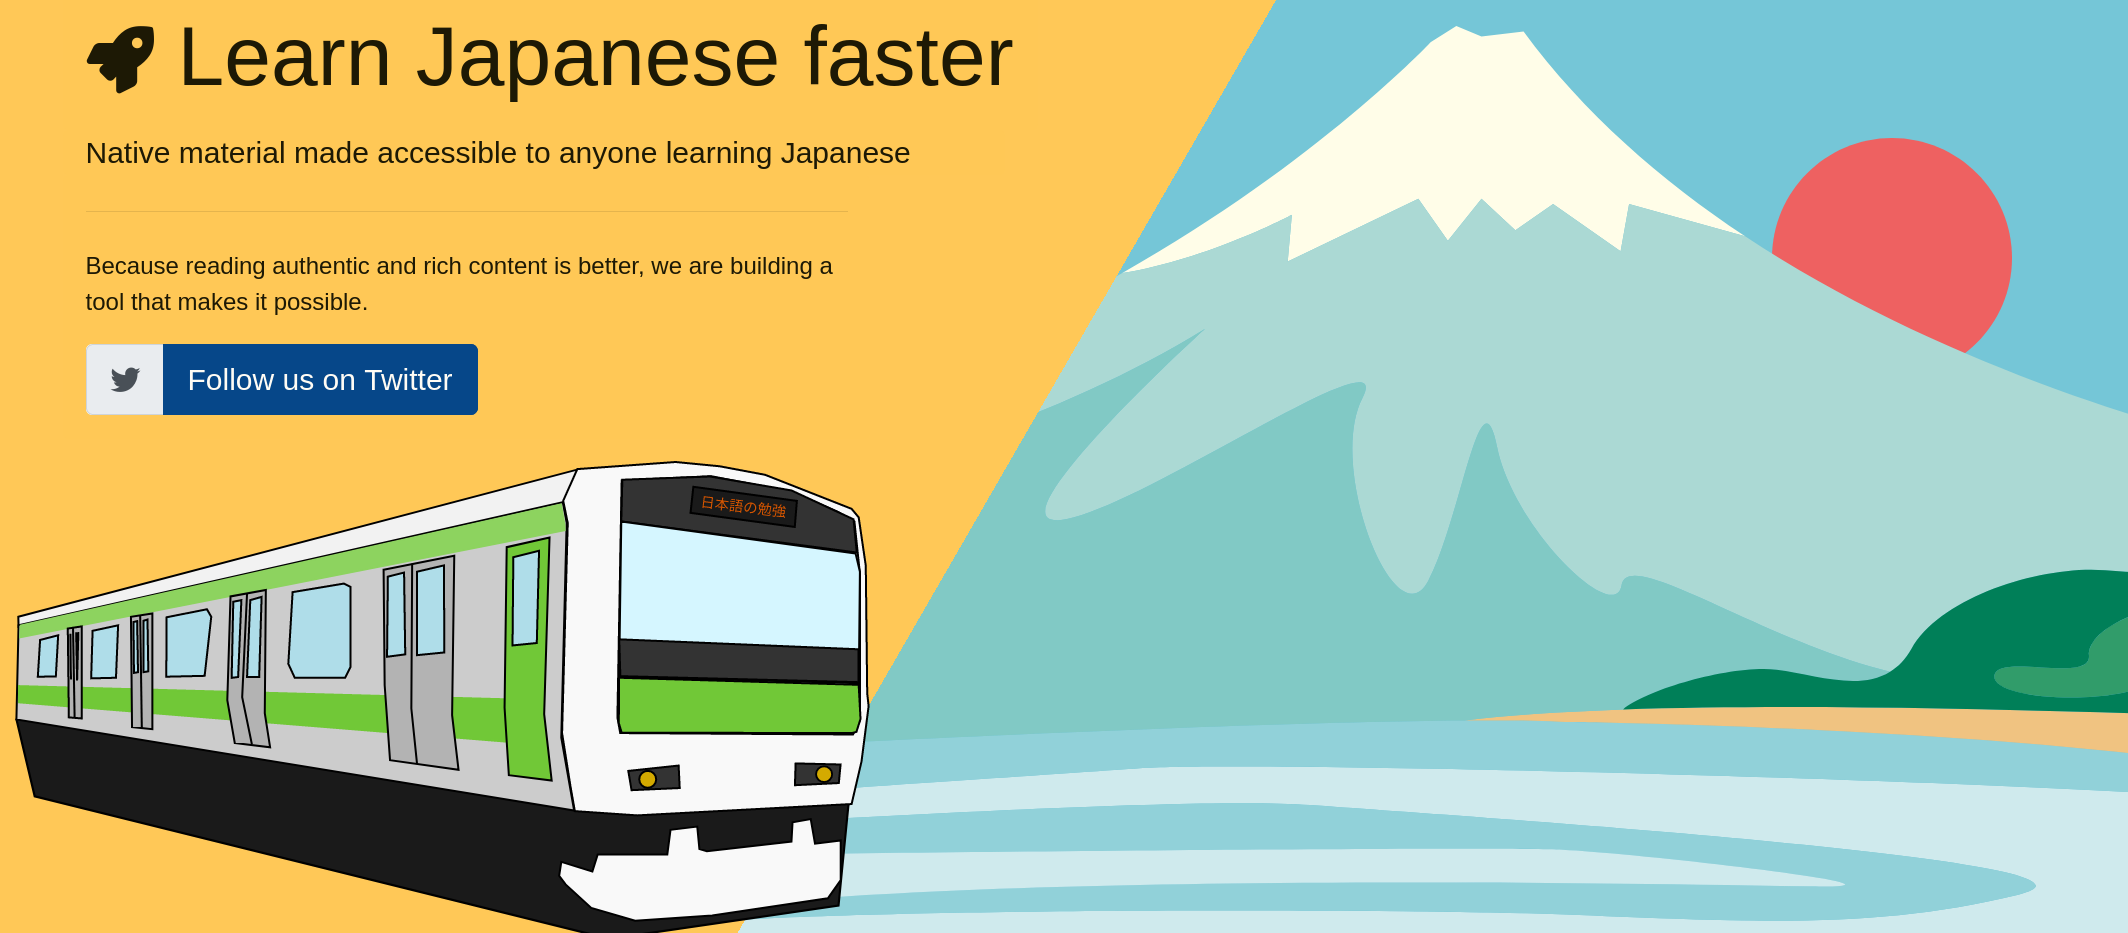 Learn Japanese faster
Native material made accessible to anyone learning Japanese
Because reading authentic and rich content is better, we are building a
tool that makes it possible.
Follow us on Twitter
日本語の勉強